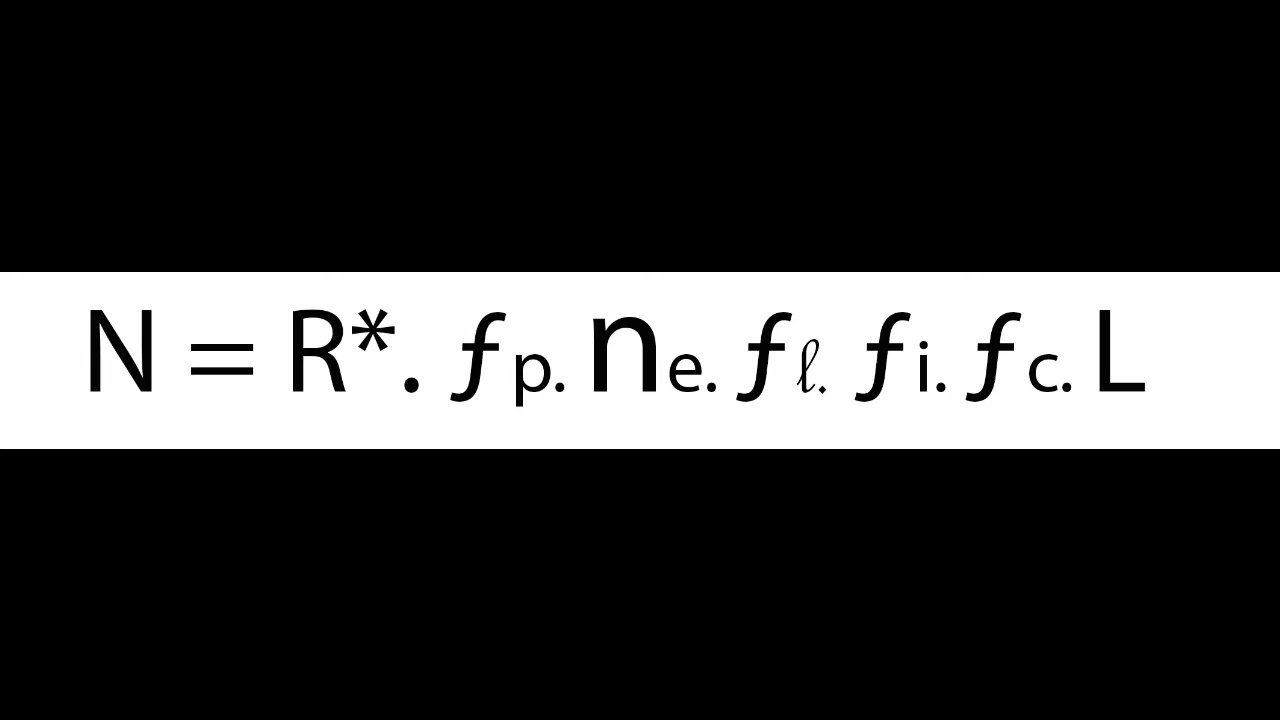 N = R*. ƒp. ne. ƒℓ. ƒi. ƒc. L